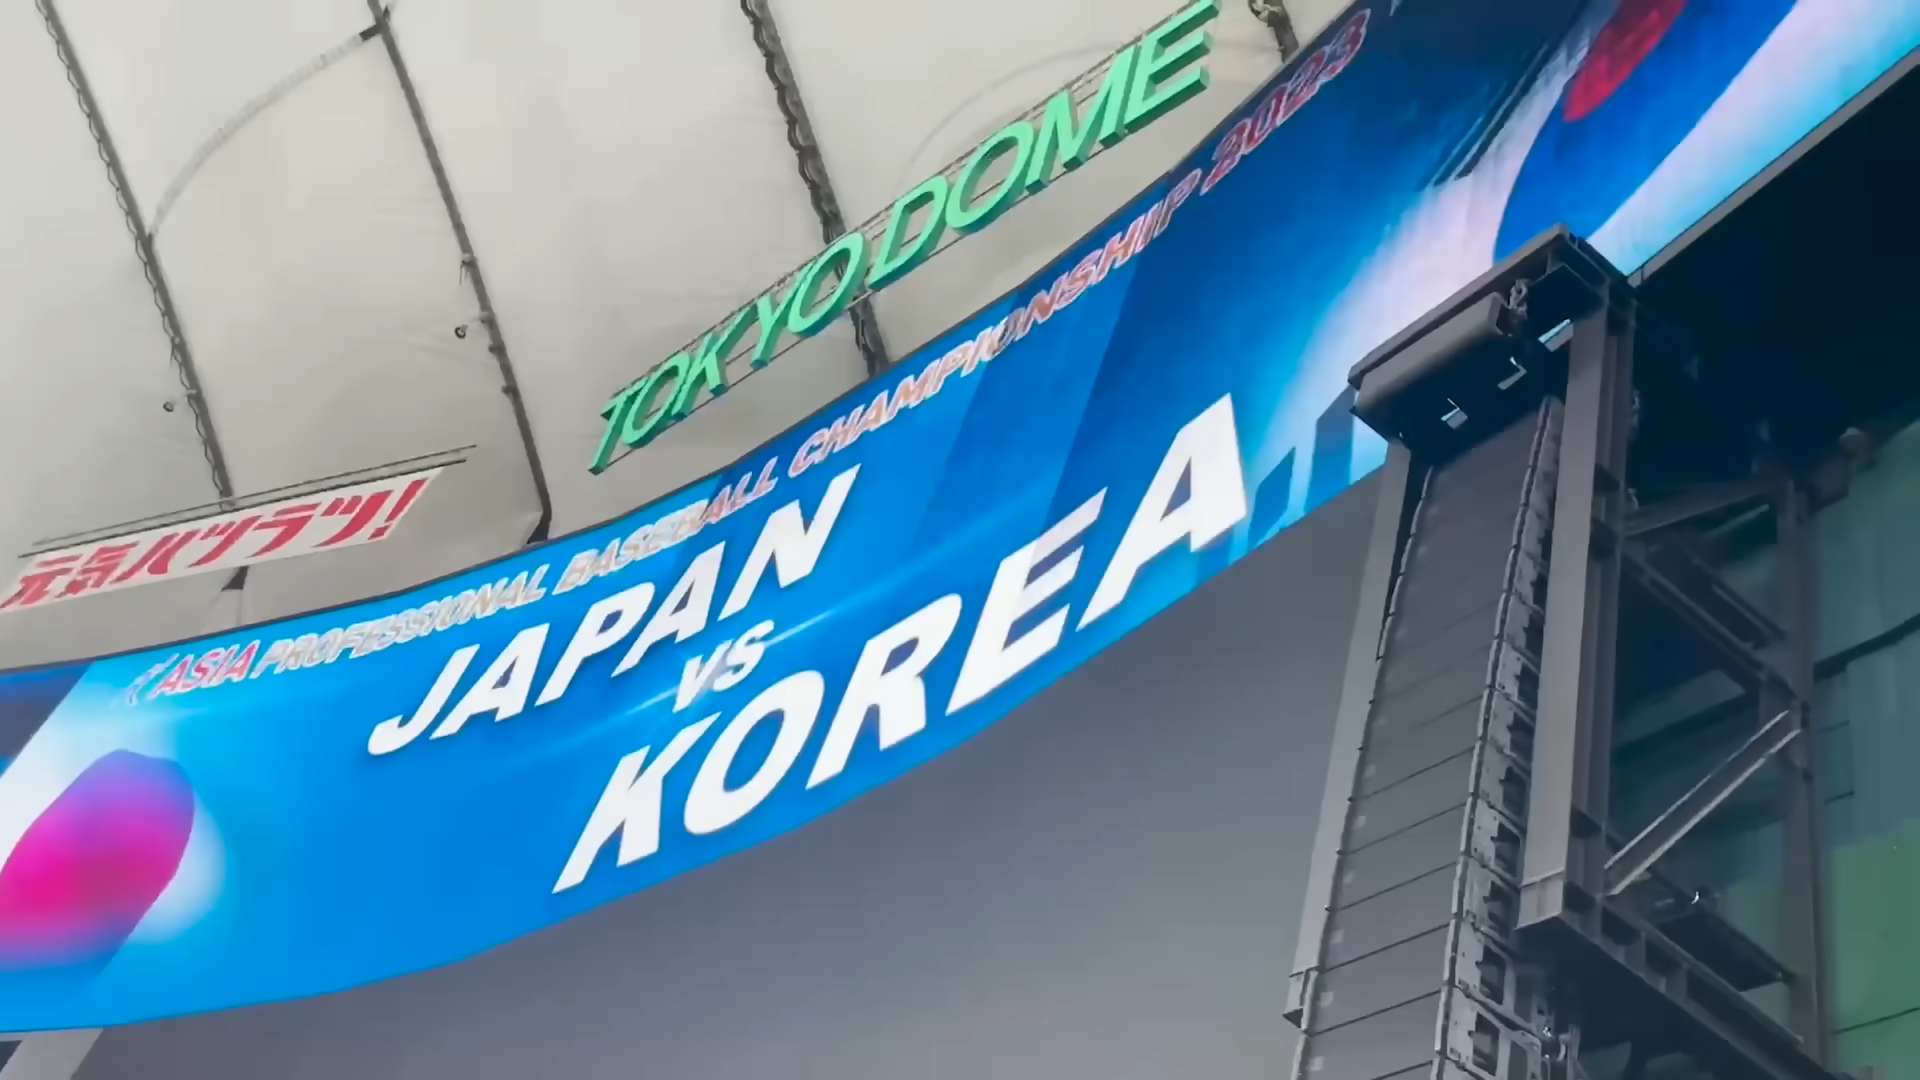 TOKYO DOME
元気ハツラツ!
ASIA PROFESSIONAL BASEBALL CHAMPIONSHIP 2023
JAPAN
VS
KOREA